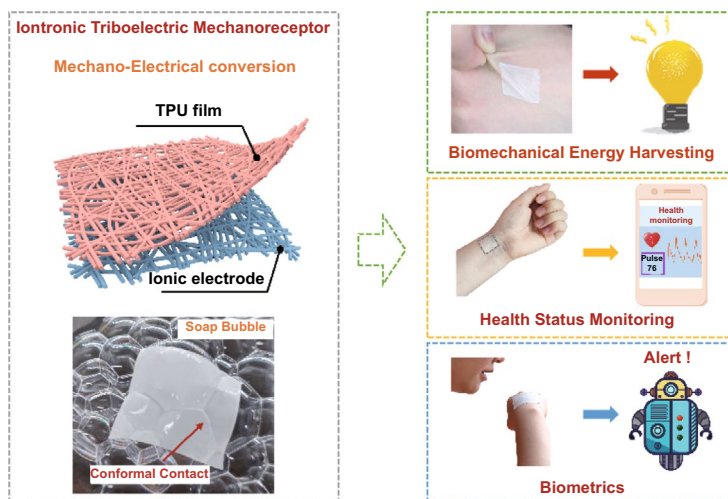 Iontronic Triboelectric Mechanoreceptor
Mechano-Electrical conversion
TPU film
Ionic electrode
Soap Bubble
Conformal Contact
Biomechanical Energy Harvesting
Health
monitoring
Pulse
76
Health Status Monitoring
Alert !
Biometrics